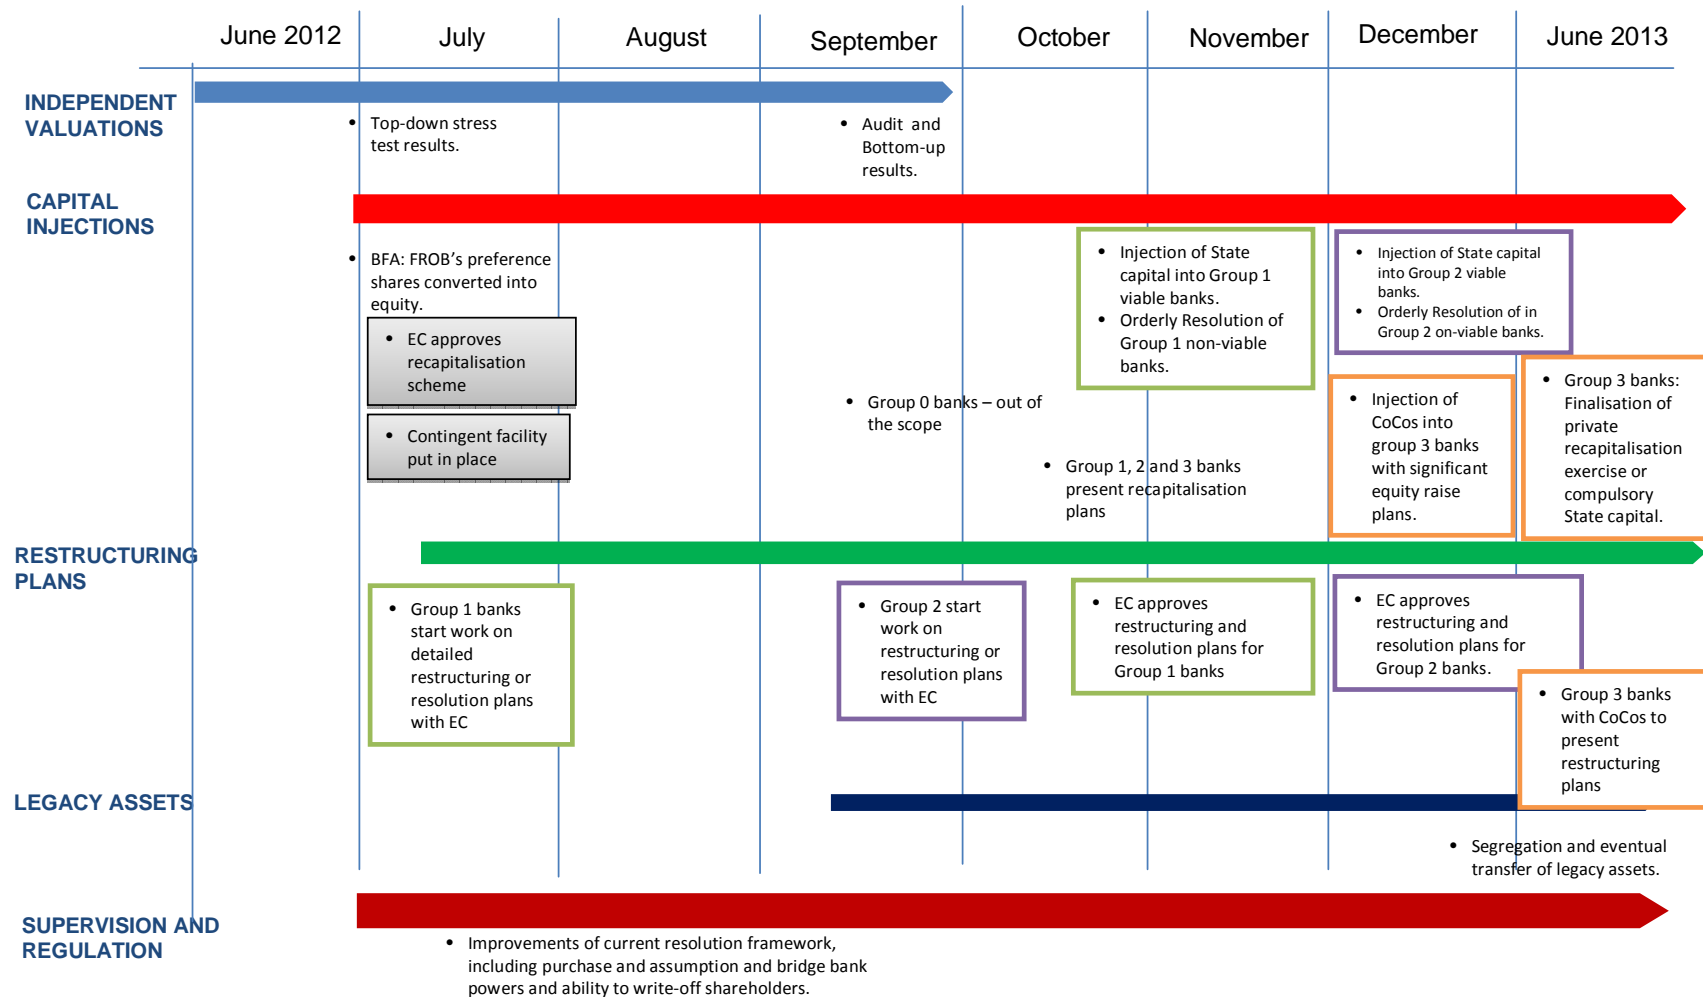 June 2012
July
August
September
October
November
December
June 2013
INDEPENDENT
VALUATIONS
• Top-down stress
test results.
• Audit and
Bottom-up
results.
CAPITAL
INJECTIONS
• BFA: FROB's preference
shares converted into
equity.
• EC approves
recapitalisation
scheme
• Contingent facility
put in place
• Group 0 banks – out of
the scope
• Group 1, 2 and 3 banks
present recapitalisation
plans
• Injection of State
capital into Group 1
viable banks.
• Orderly Resolution of
Group 1 non-viable
banks.
• Injection of State capital
into Group 2 viable
banks.
• Orderly Resolution of in
Group 2 on-viable banks.
• Injection of
CoCos into
group 3 banks
with significant
equity raise
plans.
• Group 3 banks:
Finalisation of
private
recapitalisation
exercise or
compulsory
State capital.
RESTRUCTURING
PLANS
• Group 1 banks
start work on
detailed
restructuring or
resolution plans
with EC
• Group 2 start
work on
restructuring or
resolution plans
with EC
• EC approves
restructuring and
resolution plans for
Group 1 banks
• EC approves
restructuring and
resolution plans for
Group 2 banks.
• Group 3 banks
with CoCos to
present
restructuring
plans
LEGACY ASSETS
• Segregation and eventual
transfer of legacy assets.
SUPERVISION AND
REGULATION
• Improvements of current resolution framework,
including purchase and assumption and bridge bank
powers and ability to write-off shareholders.